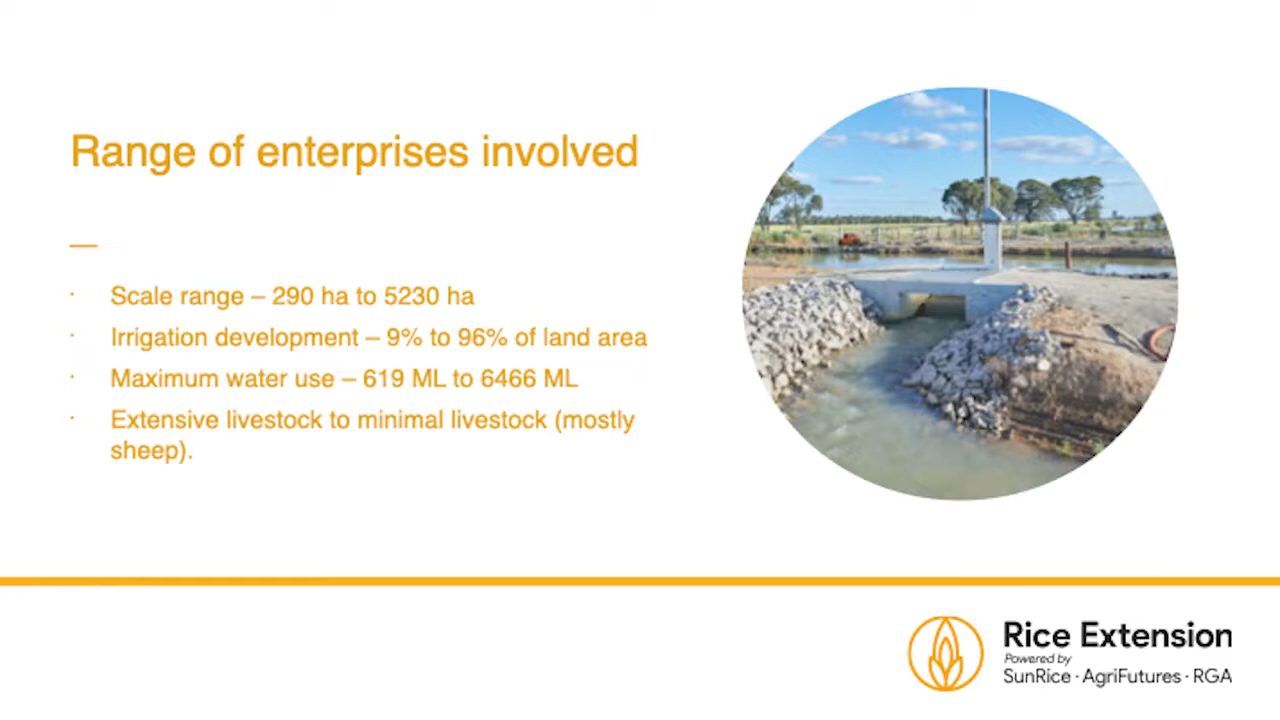 Range of enterprises involved
—
· Scale range – 290 ha to 5230 ha
· Irrigation development – 9% to 96% of land area
· Maximum water use – 619 ML to 6466 ML
· Extensive livestock to minimal livestock (mostly
sheep).
Rice Extension
Powered by
SunRice · AgriFutures · RGA